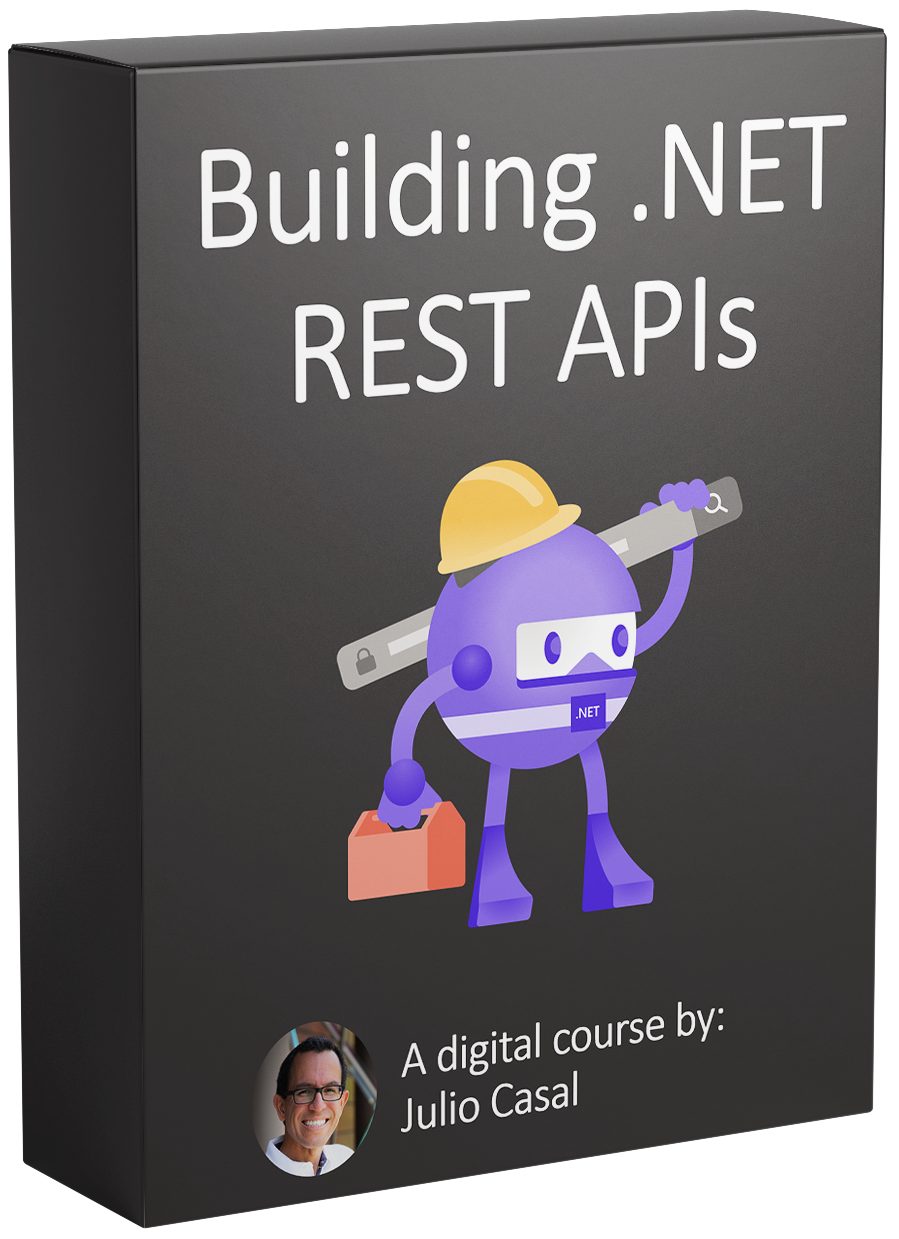 Building .NET
REST APIs
.NET
A digital course by:
Julio Casal